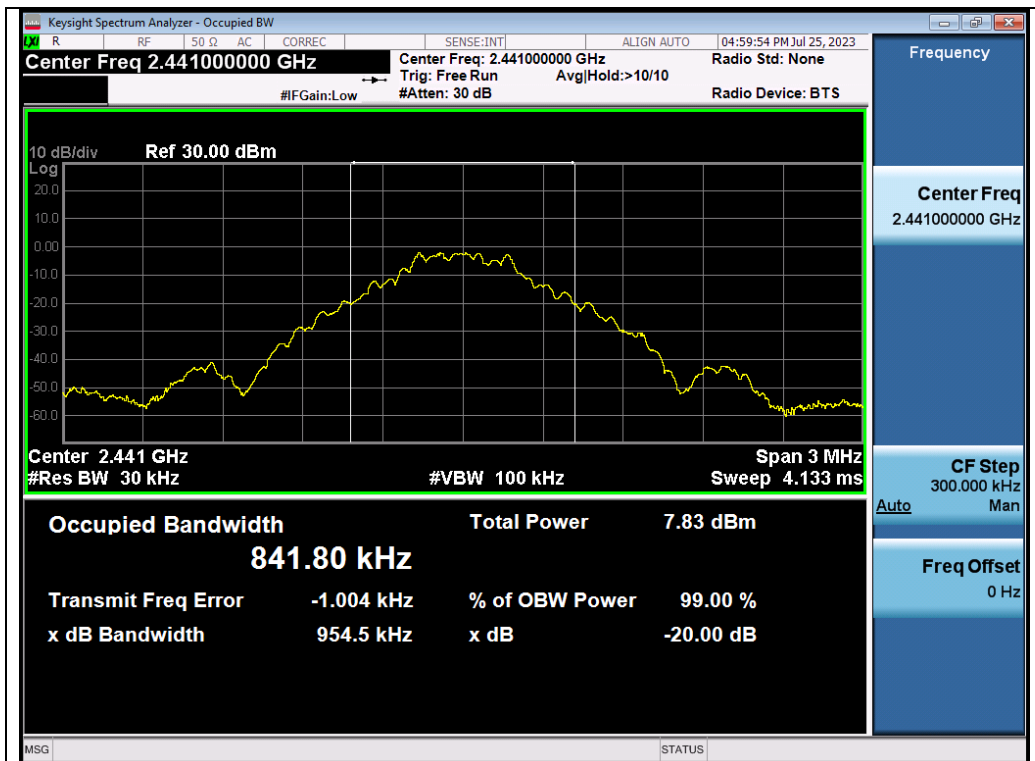 Keysight Spectrum Analyzer - Occupied BW
LXI R RF 50 Ω AC CORREC SENSE:INT ALIGN AUTO 04:59:54 PM Jul 25, 2023
Center Freq 2.441000000 GHz
#IFGain:Low
Center Freq: 2.441000000 GHz
Trig: Free Run Avg|Hold:>10/10
#Atten: 30 dB
Radio Std: None
Radio Device: BTS
10 dB/div Ref 30.00 dBm
Log
20.0
10.0
0.00
-10.0
-20.0
-30.0
-40.0
-50.0
-60.0
Center 2.441 GHz Span 3 MHz
#Res BW 30 kHz #VBW 100 kHz Sweep 4.133 ms
Occupied Bandwidth Total Power 7.83 dBm
841.80 kHz
Transmit Freq Error -1.004 kHz % of OBW Power 99.00 %
x dB Bandwidth 954.5 kHz x dB -20.00 dB
Frequency
Center Freq
2.441000000 GHz
CF Step
300.000 kHz
Auto Man
Freq Offset
0 Hz
MSG STATUS